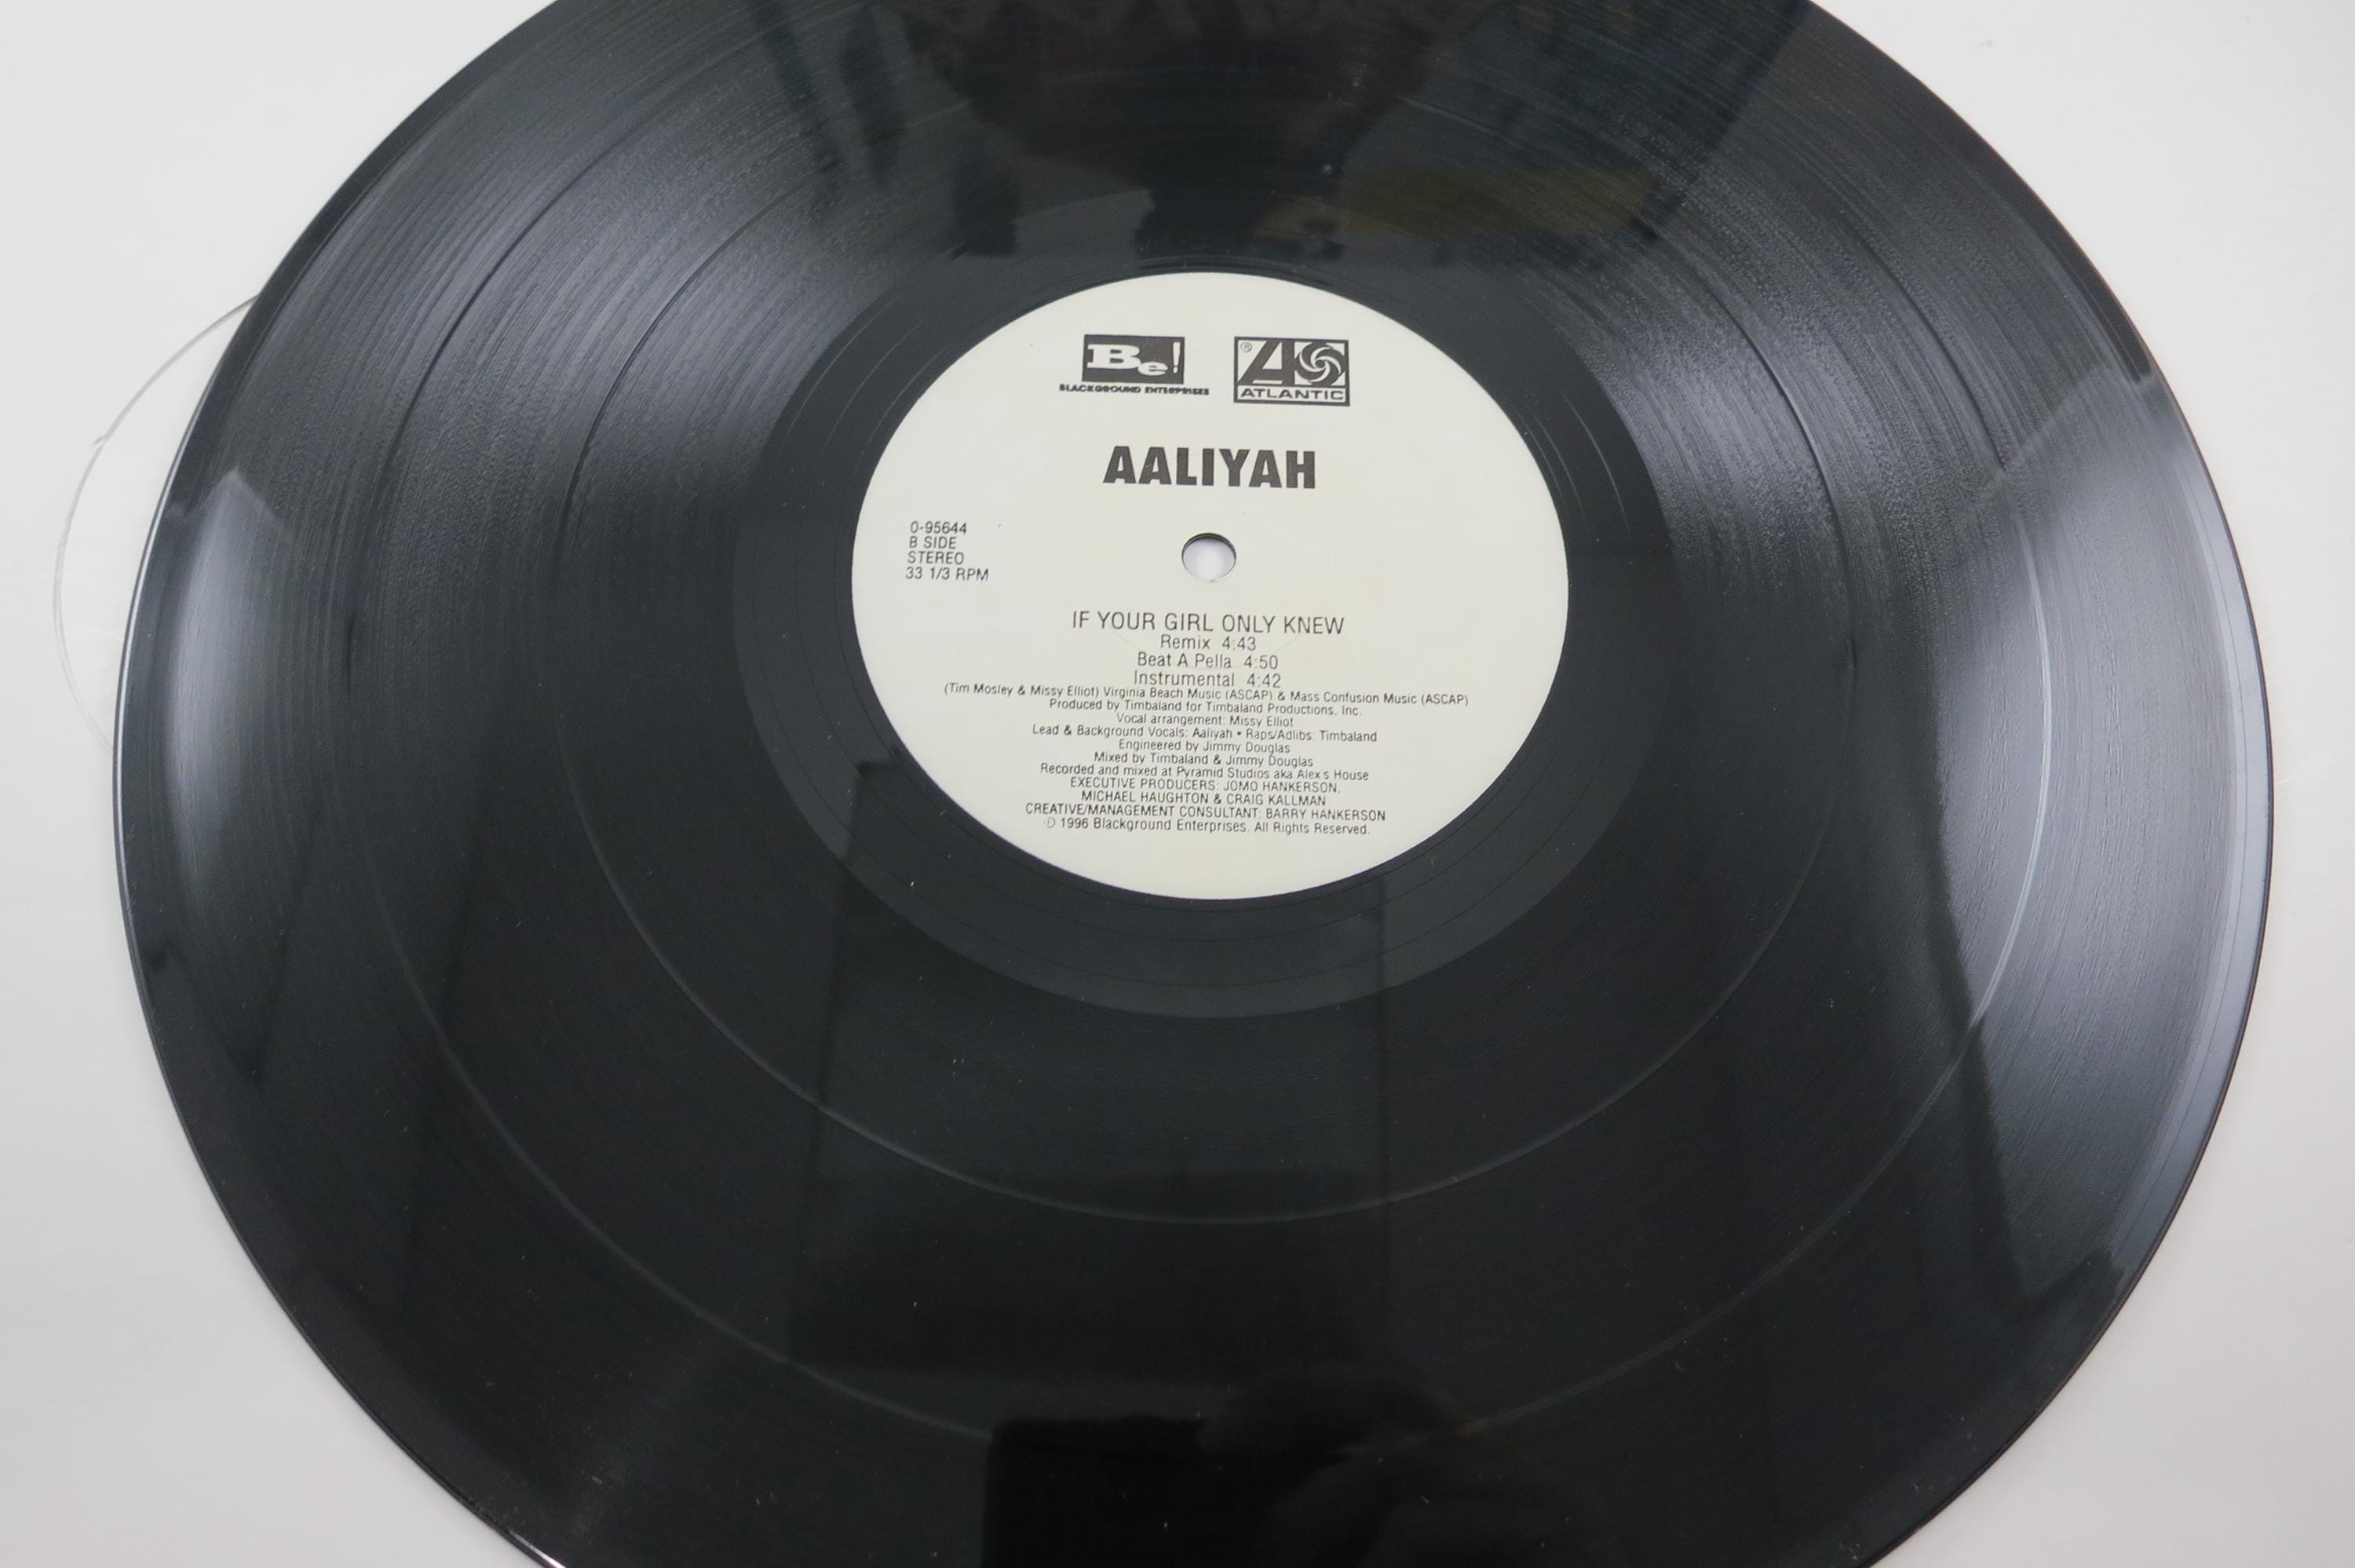 Be!
BLACKGROUND ENTERPRISES
®
ATLANTIC
AALIYAH
0-95644
B SIDE
STEREO
33 1/3 RPM
IF YOUR GIRL ONLY KNEW
Remix 4:43
Beat A Pella 4:50
Instrumental 4:42
(Tim Mosley & Missy Elliot) Virginia Beach Music (ASCAP) & Mass Confusion Music (ASCAP)
Produced by Timbaland for Timbaland Productions, Inc.
Vocal arrangement: Missy Elliot
Lead & Background Vocals: Aaliyah • Raps/Adlibs: Timbaland
Engineered by Jimmy Douglas
Mixed by Timbaland & Jimmy Douglas
Recorded and mixed at Pyramid Studios aka Alex's House
EXECUTIVE PRODUCERS: JOMO HANKERSON,
MICHAEL HAUGHTON & CRAIG KALLMAN
CREATIVE/MANAGEMENT CONSULTANT: BARRY HANKERSON
℗ 1996 Blackground Enterprises. All Rights Reserved.